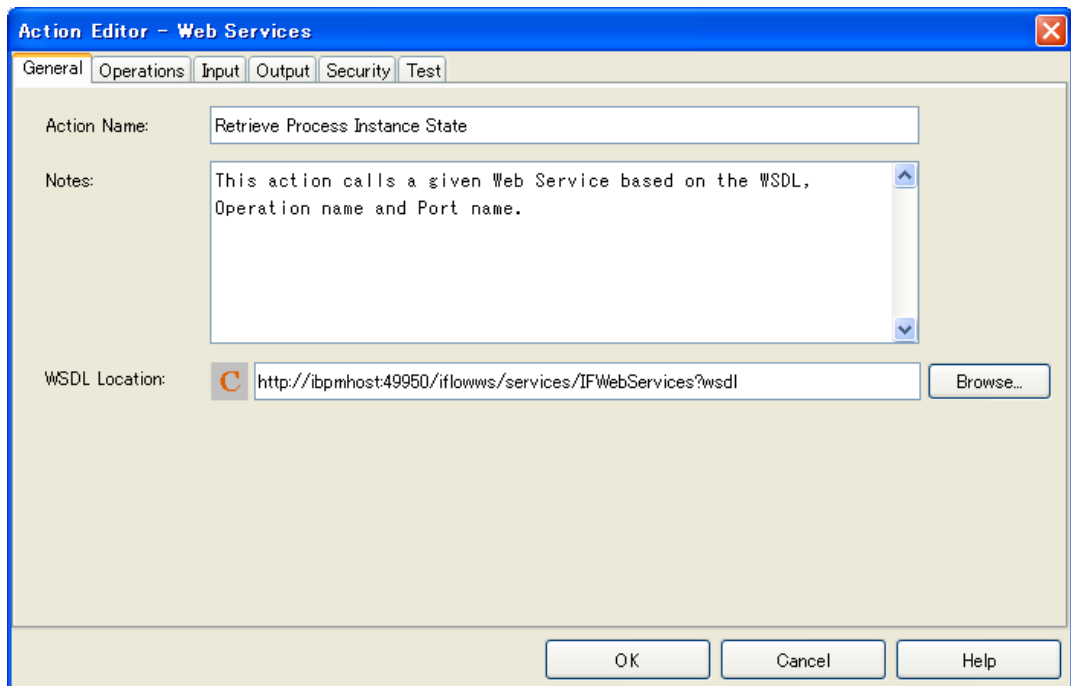 Action Editor - Web Services
General Operations Input Output Security Test
Action Name: Retrieve Process Instance State
Notes: This action calls a given Web Service based on the WSDL,
Operation name and Port name.
WSDL Location: C http://ibpmhost:49950/iflowws/services/IFWebServices?wsdl Browse...
OK Cancel Help